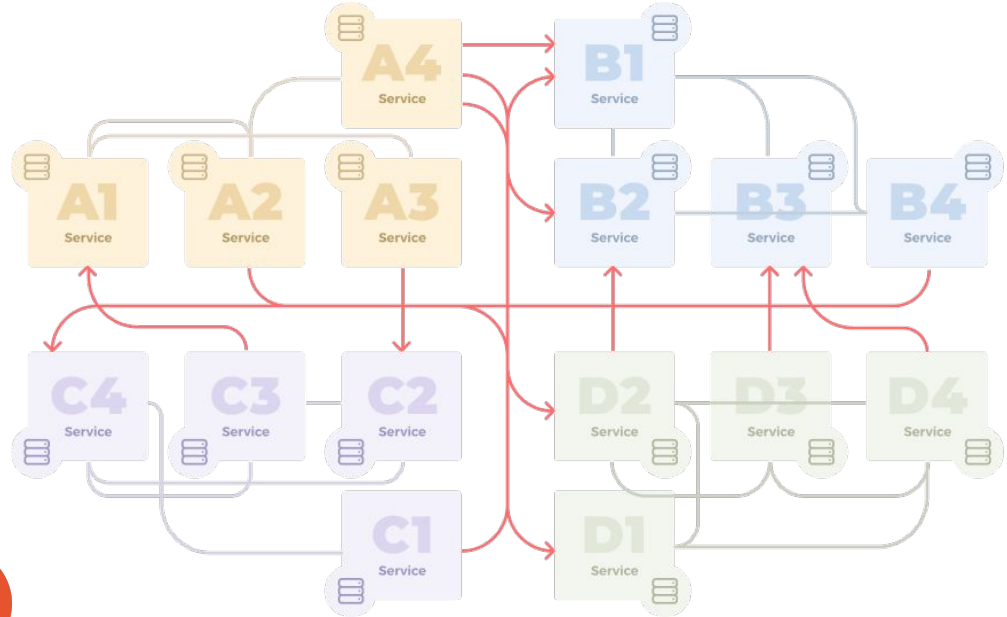 A4
Service
B1
Service
A1
Service
A2
Service
A3
Service
B2
Service
B3
Service
B4
Service
C4
Service
C3
Service
C2
Service
D2
Service
D3
Service
D4
Service
C1
Service
D1
Service